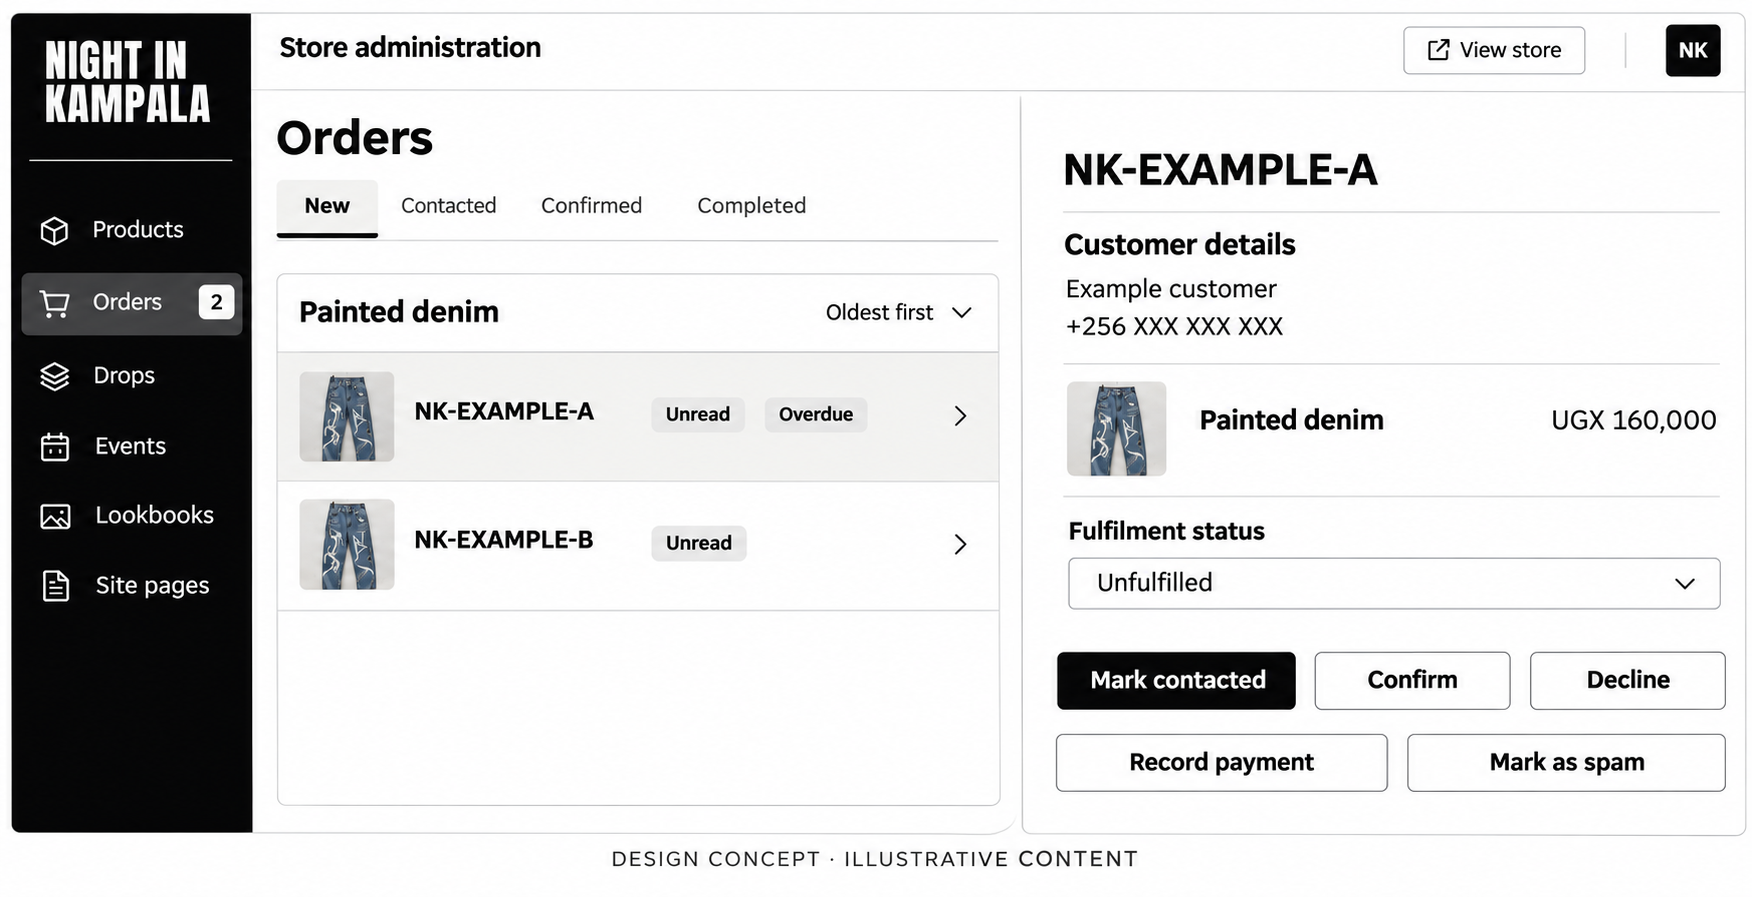 NIGHT IN
KAMPALA
Products
Orders 2
Drops
Events
Lookbooks
Site pages
Store administration
View store
NK
Orders
New Contacted Confirmed Completed
Painted denim Oldest first
NK-EXAMPLE-A Unread Overdue
NK-EXAMPLE-B Unread
NK-EXAMPLE-A
Customer details
Example customer
+256 XXX XXX XXX
Painted denim UGX 160,000
Fulfilment status
Unfulfilled
Mark contacted Confirm Decline
Record payment Mark as spam
DESIGN CONCEPT · ILLUSTRATIVE CONTENT